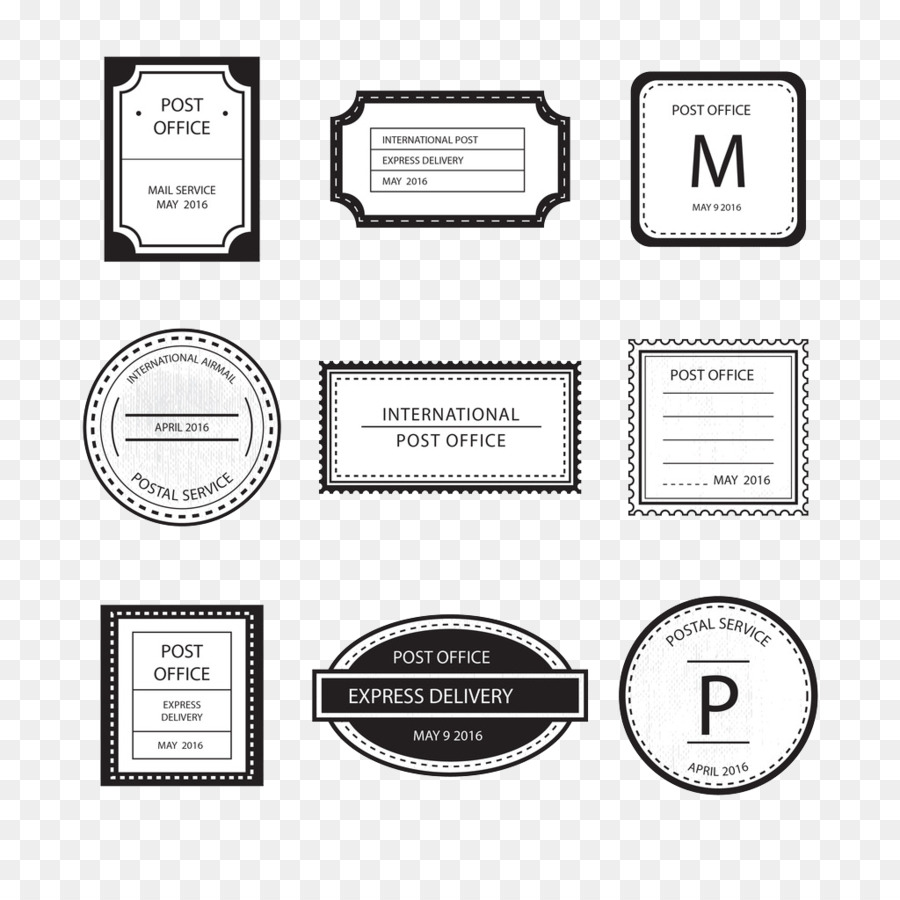 POST
OFFICE
MAIL SERVICE
MAY 2016
INTERNATIONAL POST
EXPRESS DELIVERY
MAY 2016
POST OFFICE
M
MAY 9 2016
INTERNATIONAL AIRMAIL
APRIL 2016
POSTAL SERVICE
INTERNATIONAL
POST OFFICE
POST OFFICE
MAY 2016
POST
OFFICE
EXPRESS
DELIVERY
MAY 2016
POST OFFICE
EXPRESS DELIVERY
MAY 9 2016
POSTAL SERVICE
P
APRIL 2016